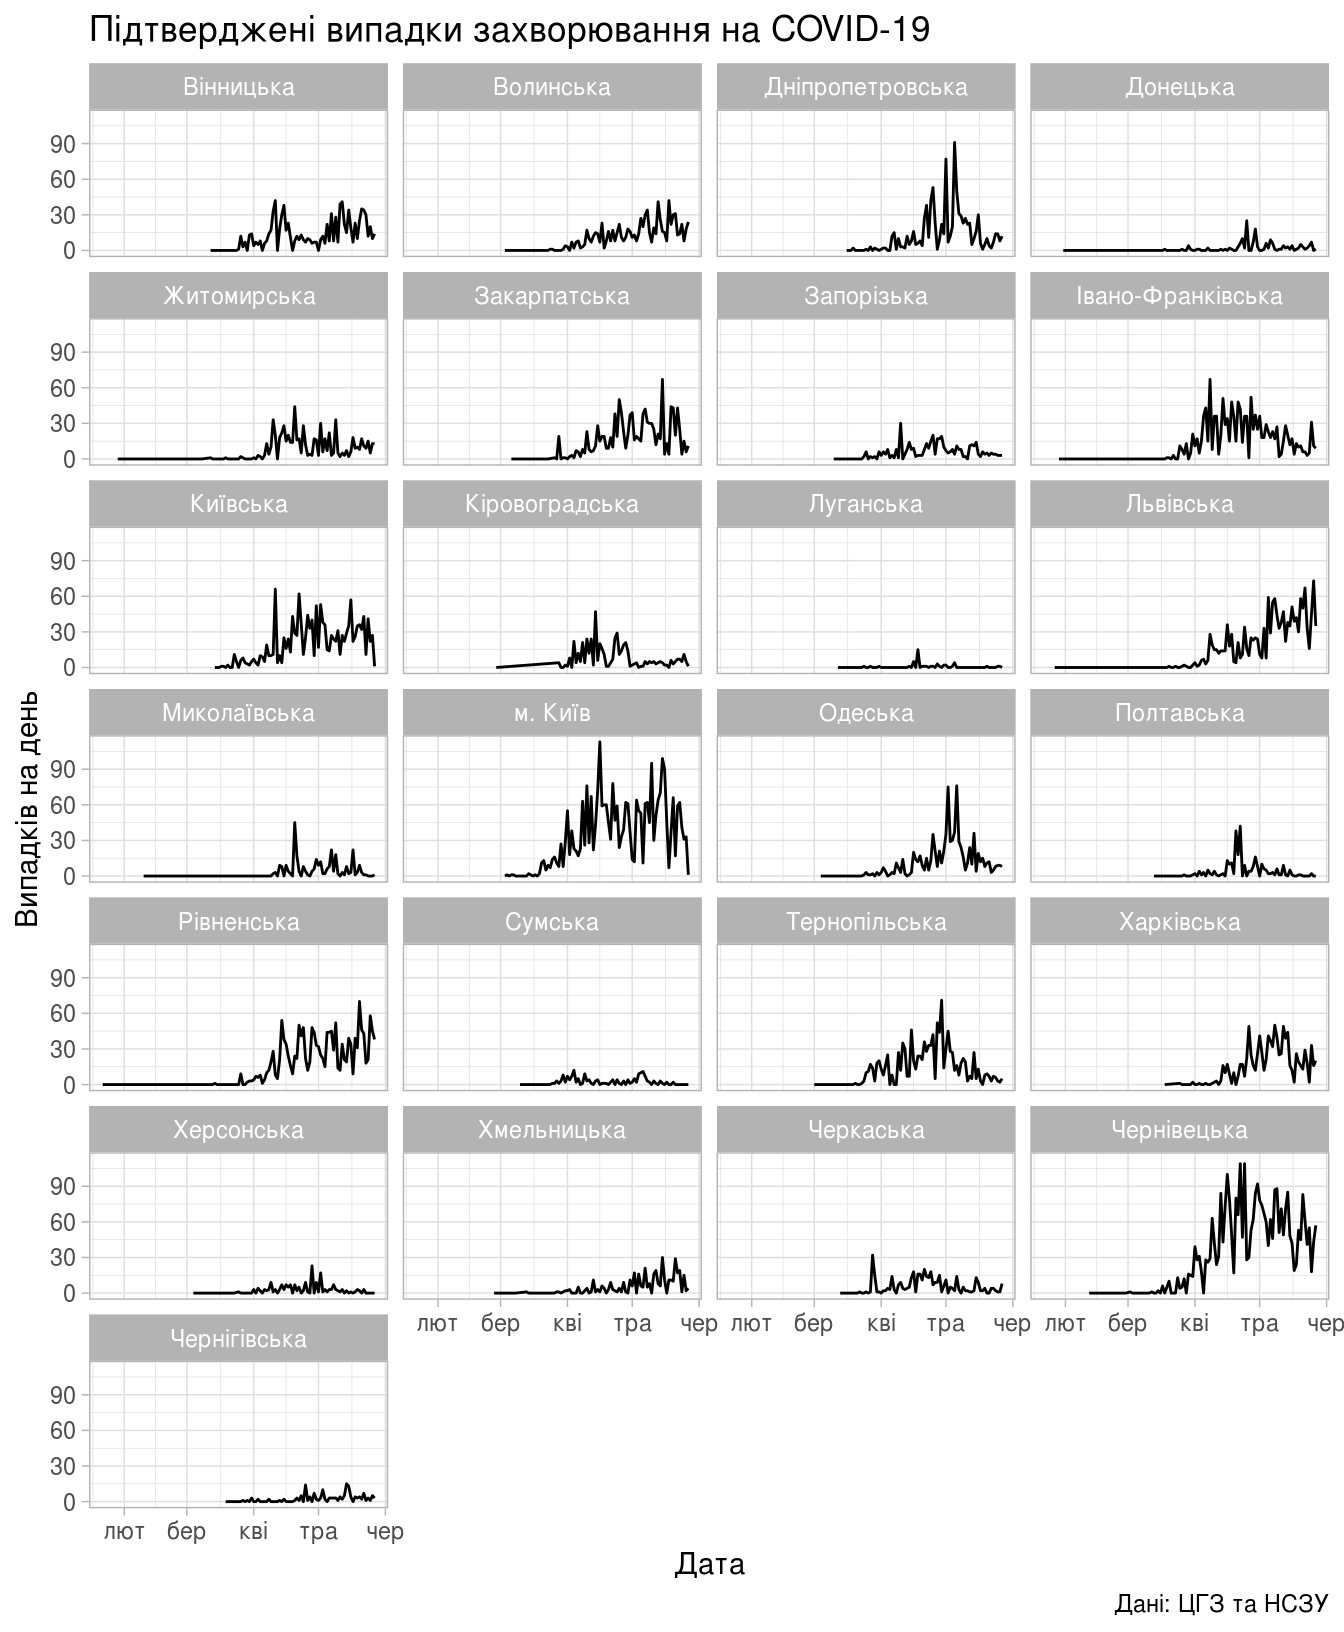 Підтверджені випадки захворювання на COVID-19
Вінницька Волинська Дніпропетровська Донецька
90
60
30
0
Житомирська Закарпатська Запорізька Івано-Франківська
90
60
30
0
Київська Кіровоградська Луганська Львівська
90
60
30
0
Миколаївська м. Київ Одеська Полтавська
90
60
30
0
Випадків на день
Рівненська Сумська Тернопільська Харківська
90
60
30
0
Херсонська Хмельницька Черкаська Чернівецька
90
60
30
0
лют бер кві тра чер лют бер кві тра чер лют бер кві тра чер
Чернігівська
90
60
30
0
лют бер кві тра чер
Дата
Дані: ЦГЗ та НСЗУ